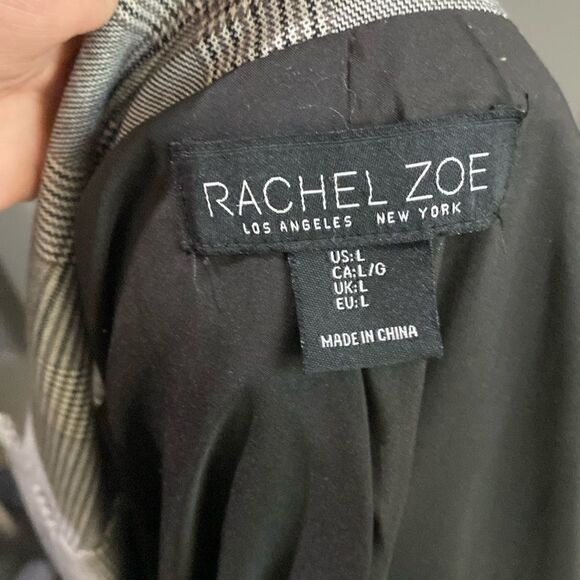 RACHEL ZOE
LOS ANGELES NEW YORK
US:L
CA:L/G
UK:L
EU:L
MADE IN CHINA